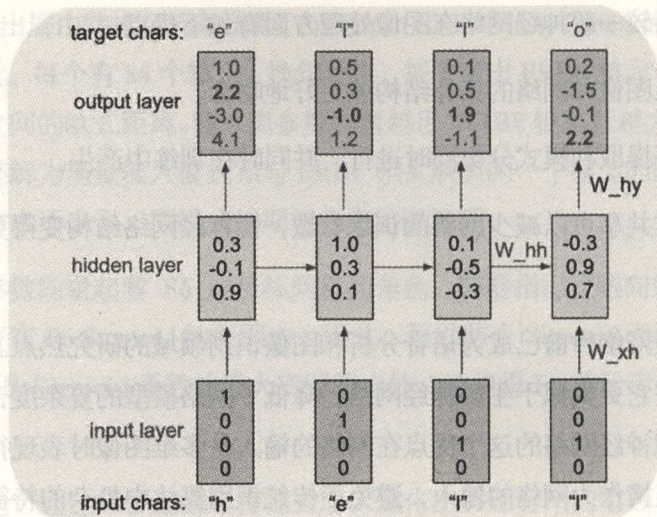 target chars: "e" "l" "l" "o"
1.0 0.5 0.1 0.2
2.2 0.3 0.5 -1.5
output layer
-3.0 -1.0 1.9 -0.1
4.1 1.2 -1.1 2.2
W_hy
0.3 1.0 0.1 -0.3
hidden layer -0.1 0.3 -0.5 W_hh 0.9
0.9 0.1 -0.3 0.7
W_xh
1 0 0 0
0 1 0 0
input layer
0 0 1 1
0 0 0 0
input chars: "h" "e" "l" "l"